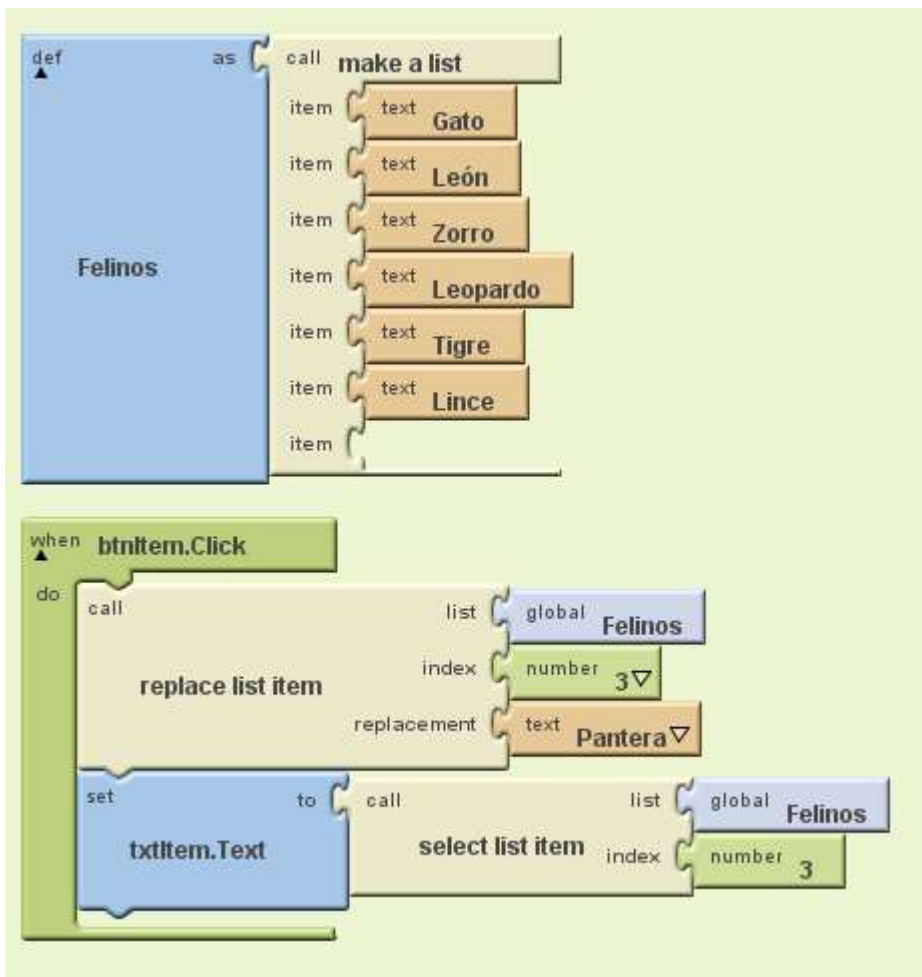 def as call make a list
item text Gato
item text León
item text Zorro
Felinos item text Leopardo
item text Tigre
item text Lince
item
when btnItem.Click
do call list global Felinos
replace list item index number 3
replacement text Pantera
set to call list global Felinos
txtItem.Text select list item index number 3